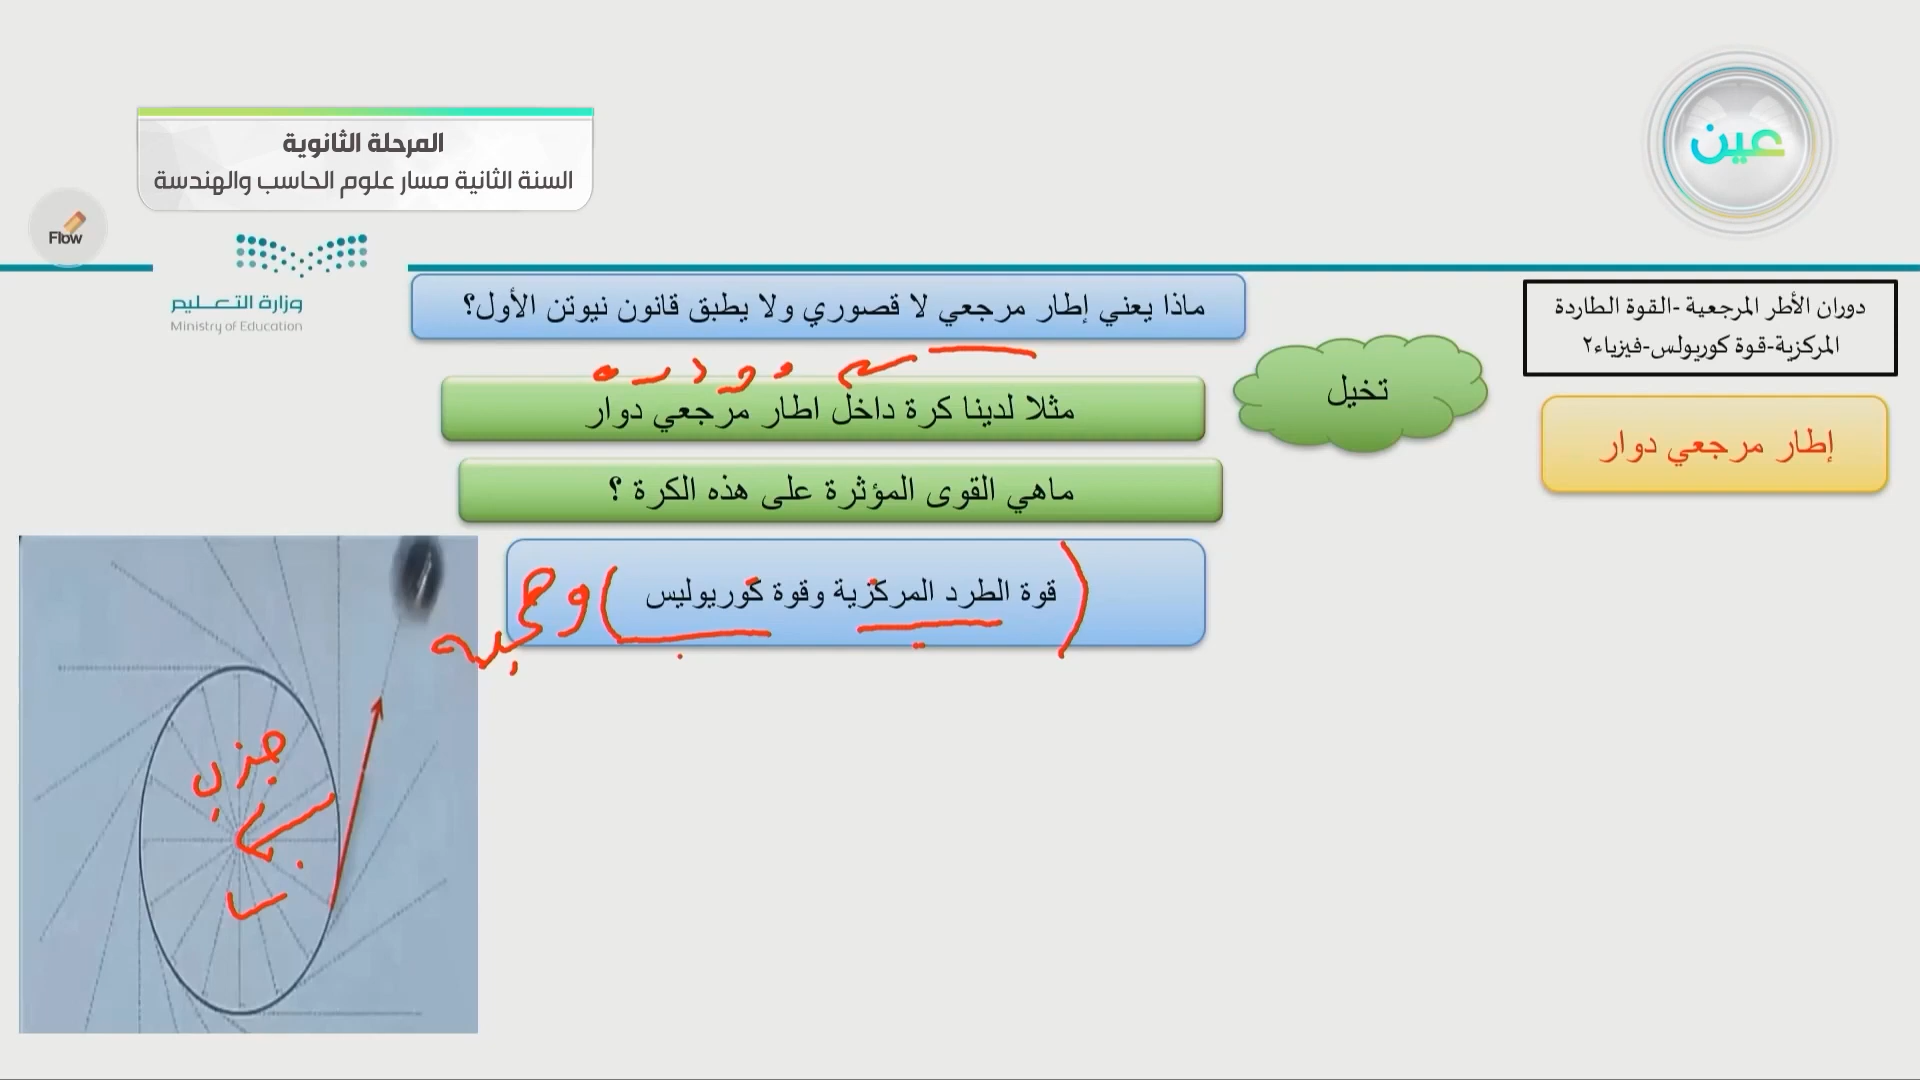 المرحلة الثانوية
السنة الثانية مسار علوم الحاسب والهندسة
عين
Flow
وزارة التعليم
Ministry of Education
دوران الأطر المرجعية -القوة الطاردة
المركزية-قوة كوريولس-فيزياء٢
إطار مرجعي دوار
ماذا يعني إطار مرجعي لا قصوري ولا يطبق قانون نيوتن الأول؟
تخيل
مثلا لدينا كرة داخل اطار مرجعي دوار
ماهي القوى المؤثرة على هذه الكرة ؟
قوة الطرد المركزية وقوة كوريوليس
جذب